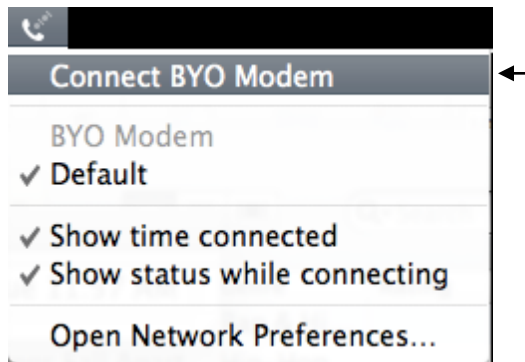 Connect BYO Modem
BYO Modem
Default
Show time connected
Show status while connecting
Open Network Preferences...